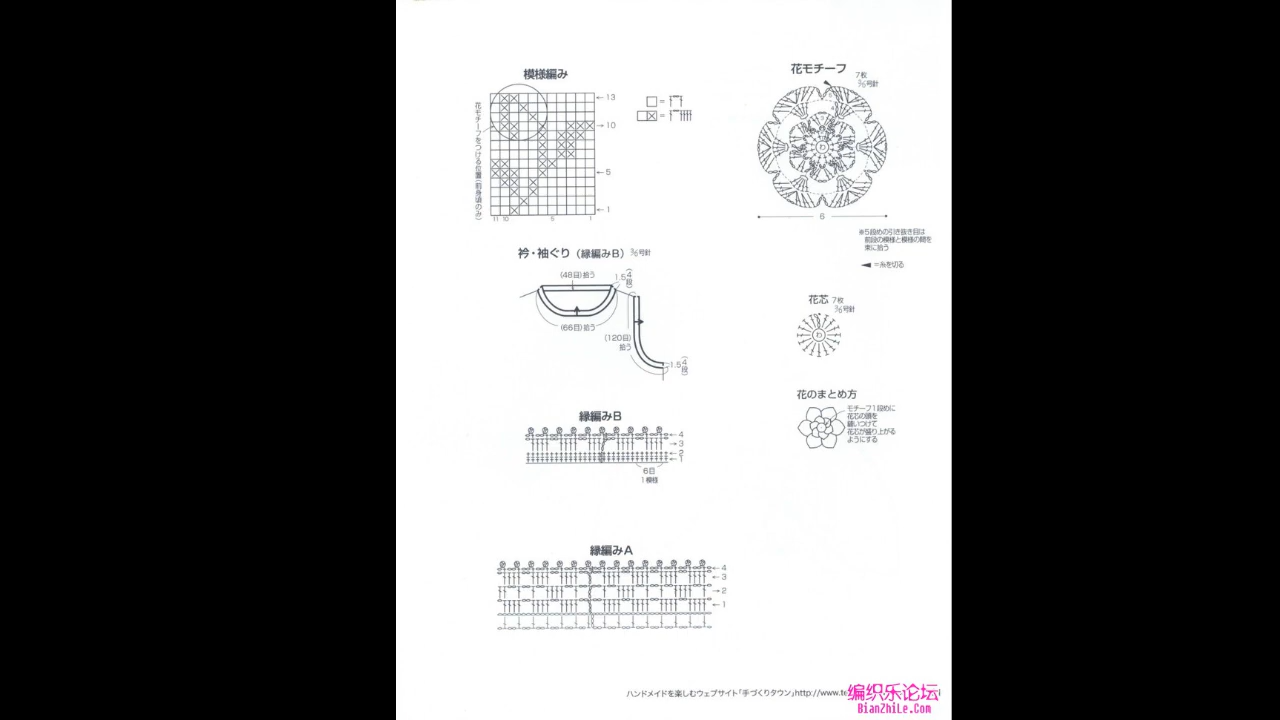 模様編み
花モチーフをつける位置(前身頃のみ)
13
10
5
1
11 10 5 1
花モチーフ
7枚
3/0号針
6
※5段めの引き抜き目は
前段の模様と模様の間を
束に拾う
=糸を切る
衿・袖ぐり(縁編みB) 3/0号針
(48目)拾う
1.5(4段)
(66目)拾う
(120目)
拾う
1.5(4段)
花芯 7枚
3/0号針
わ
花のまとめ方
モチーフ1段めに
花芯の頭を
縫いつけて
花芯が盛り上がる
ようにする
縁編みB
4
3
2
1
6目
1模様
縁編みA
4
3
2
1
ハンドメイドを楽しむウェブサイト「手づくりタウン」http://www.te
编织乐论坛
BianZhiLe.Com